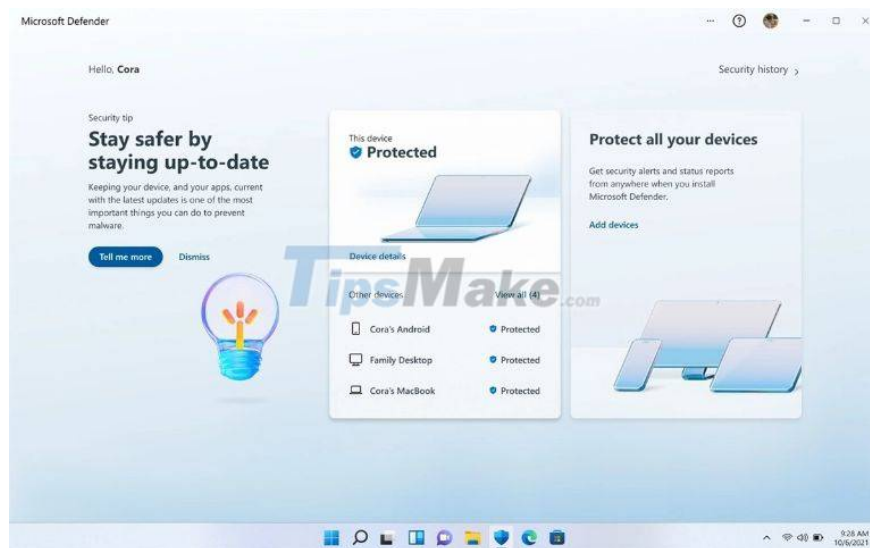 Microsoft Defender
Hello, Cora
Security history
Security tip
Stay safer by
staying up-to-date
Keeping your device, and your apps, current
with the latest updates is one of the most
important things you can do to prevent
malware.
Tell me more Dismiss
This device
Protected
Device details
Other devices View all (4)
Cora's Android Protected
Family Desktop Protected
Cora's MacBook Protected
Protect all your devices
Get security alerts and status reports
from anywhere when you install
Microsoft Defender.
Add devices
TipsMake.com
9:28 AM
10/6/2021